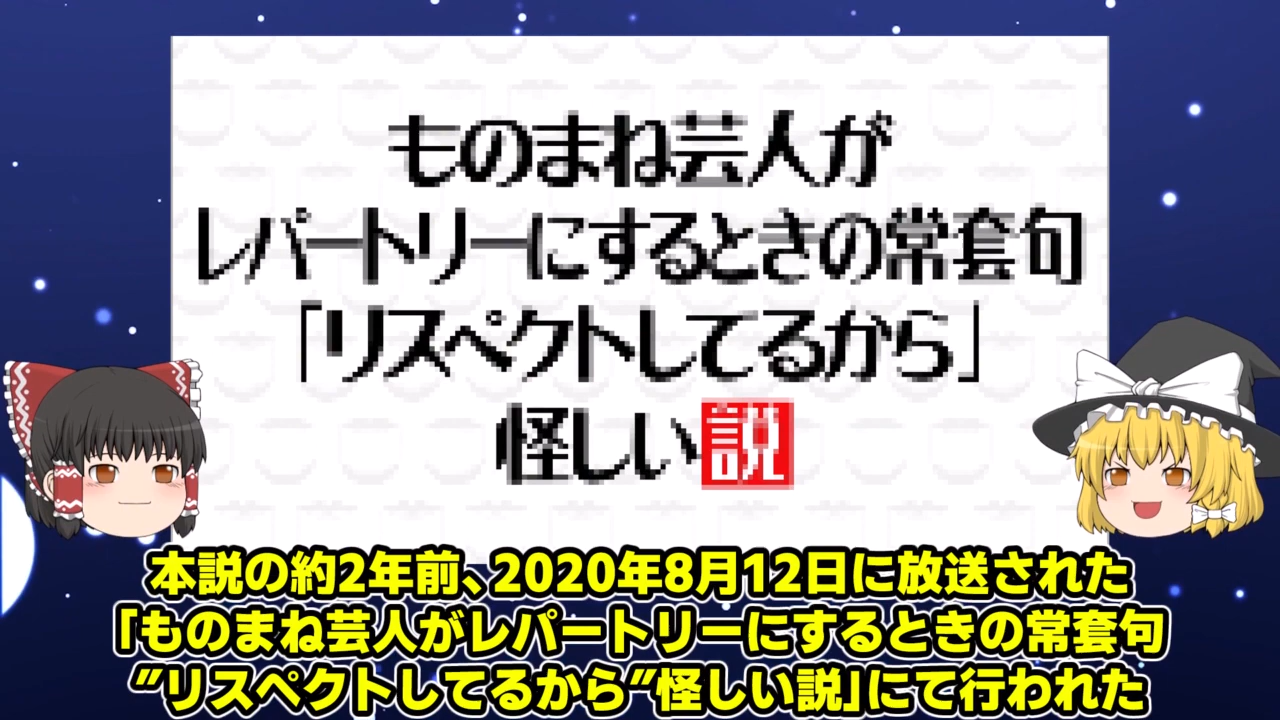 ものまね芸人が
レパートリーにするときの常套句
「リスペクトしてるから」
怪しい説
本説の約2年前、2020年8月12日に放送された
「ものまね芸人がレパートリーにするときの常套句
"リスペクトしてるから"怪しい説」にて行われた